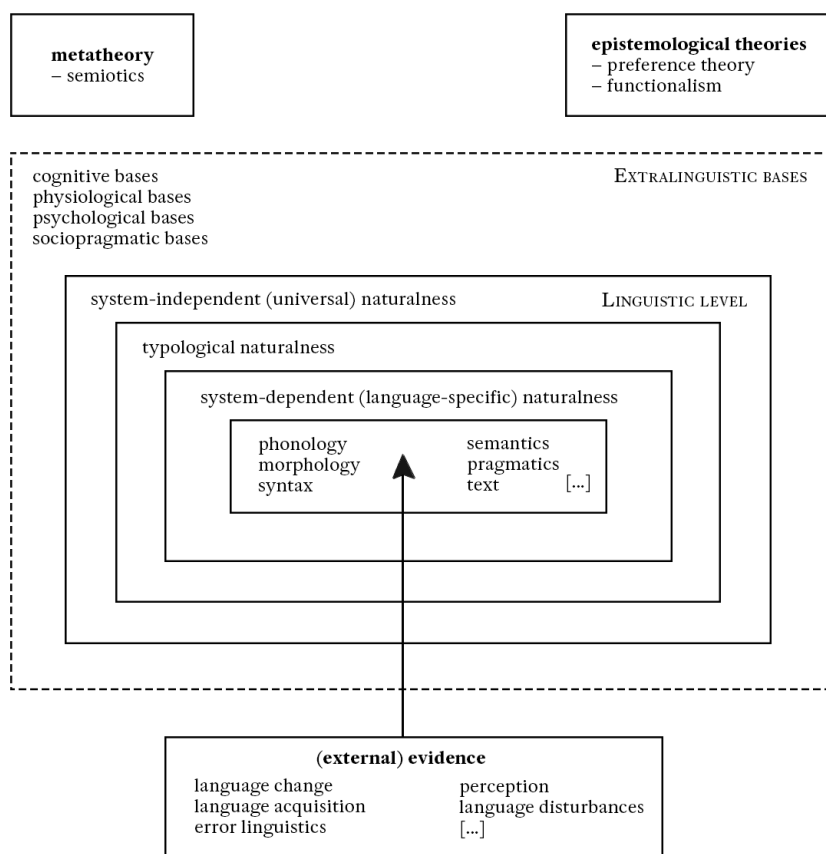 metatheory
– semiotics
epistemological theories
– preference theory
– functionalism
cognitive bases
physiological bases
psychological bases
sociopragmatic bases
EXTRALINGUISTIC BASES
system-independent (universal) naturalness
LINGUISTIC LEVEL
typological naturalness
system-dependent (language-specific) naturalness
phonology
morphology
syntax
semantics
pragmatics
text [...]
(external) evidence
language change
language acquisition
error linguistics
perception
language disturbances
[...]